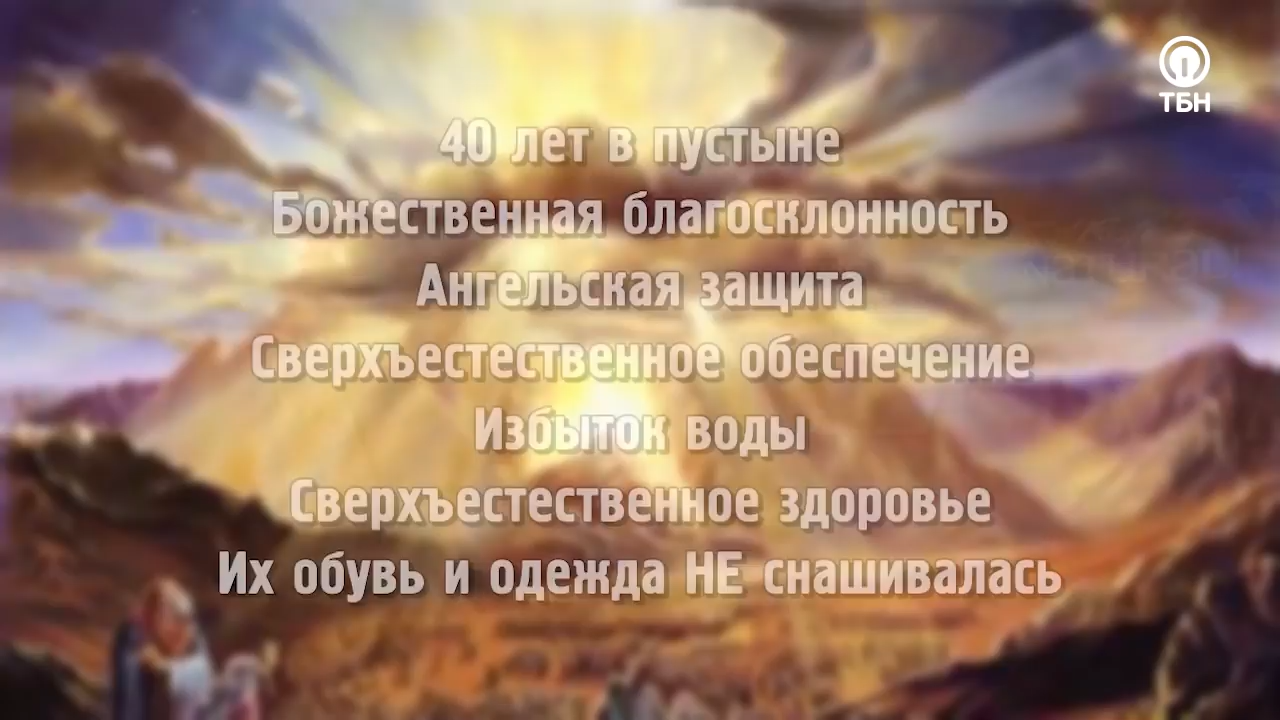 ТБН
40 лет в пустыне
Божественная благосклонность
Ангельская защита
Сверхъестественное обеспечение
Избыток воды
Сверхъестественное здоровье
Их обувь и одежда НЕ снашивалась